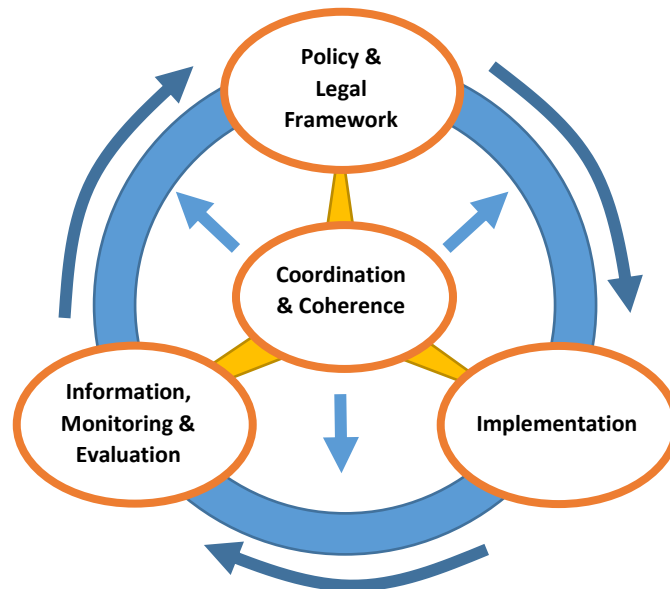 Policy &
Legal
Framework
Coordination
& Coherence
Information,
Monitoring &
Evaluation
Implementation